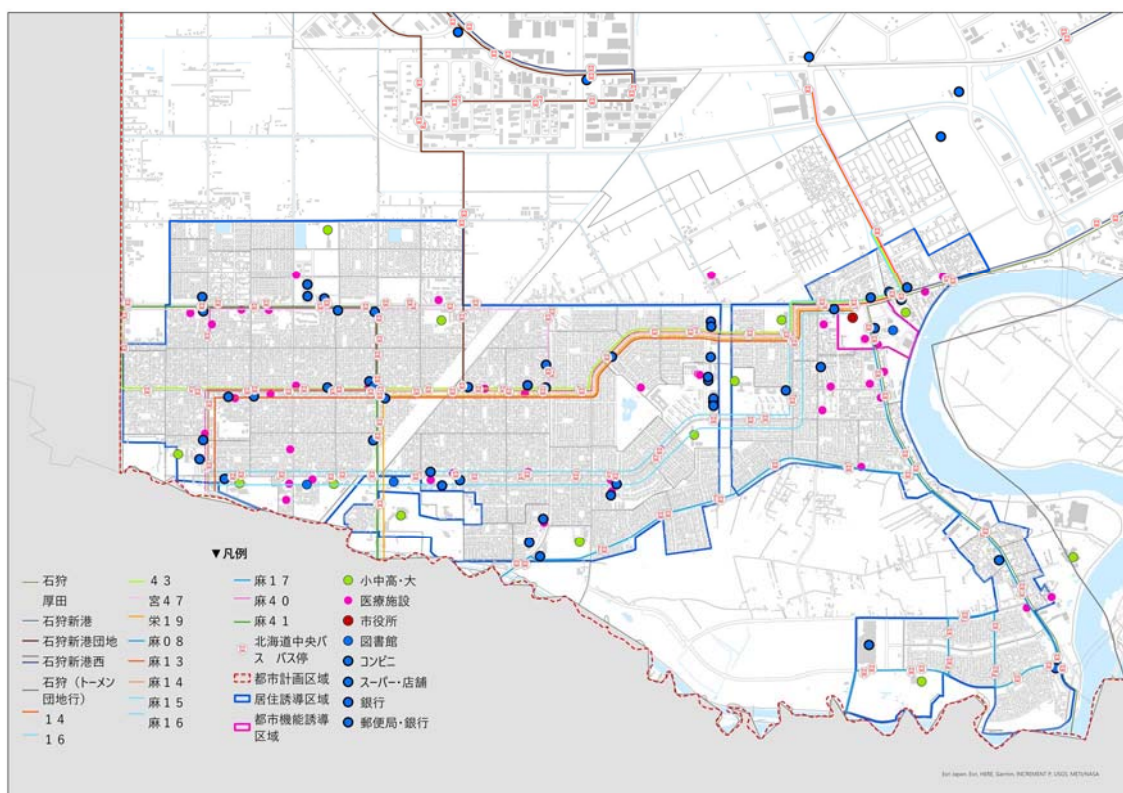 ▼凡例
石狩
厚田
石狩新港
石狩新港団地
石狩新港西
石狩（トーメン
団地行）
１４
１６
４３
宮４７
栄１９
麻０８
麻１３
麻１４
麻１５
麻１６
麻１７
麻４０
麻４１
北海道中央バ
ス　バス停
都市計画区域
居住誘導区域
都市機能誘導
区域
小中高・大
医療施設
市役所
図書館
コンビニ
スーパー・店舗
銀行
郵便局・銀行
Esri Japan, Esri, HERE, Garmin, INCREMENT P, USGS, METI/NASA